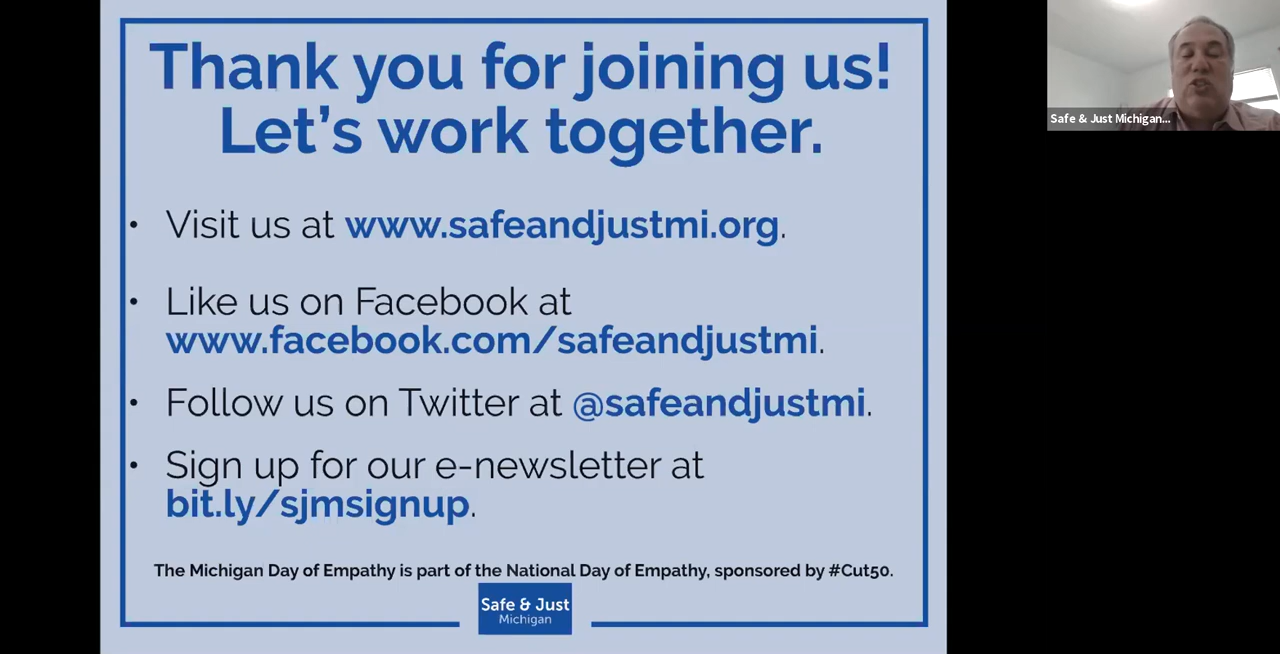 Thank you for joining us!
Let's work together.
• Visit us at www.safeandjustmi.org.
• Like us on Facebook at
www.facebook.com/safeandjustmi.
• Follow us on Twitter at @safeandjustmi.
• Sign up for our e-newsletter at
bit.ly/sjmsignup.
The Michigan Day of Empathy is part of the National Day of Empathy, sponsored by #Cut50.
Safe & Just
Michigan
Safe & Just Michigan...